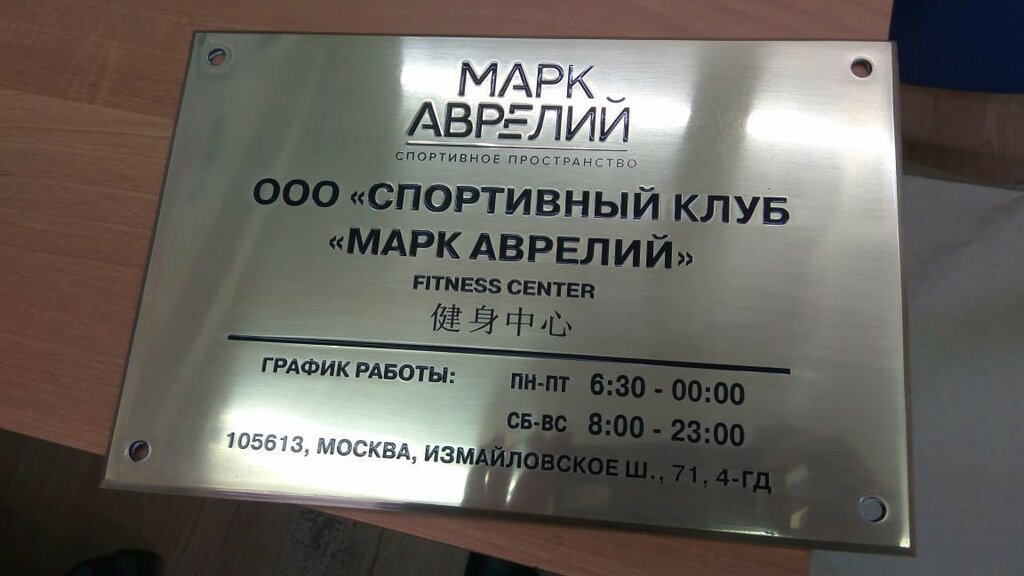 МАРК
АВРЕЛИЙ
СПОРТИВНОЕ ПРОСТРАНСТВО
ООО «СПОРТИВНЫЙ КЛУБ
«МАРК АВРЕЛИЙ»
FITNESS CENTER
健身中心
ГРАФИК РАБОТЫ: ПН-ПТ 6:30 - 00:00
СБ-ВС 8:00 - 23:00
105613, МОСКВА, ИЗМАЙЛОВСКОЕ Ш., 71, 4-ГД